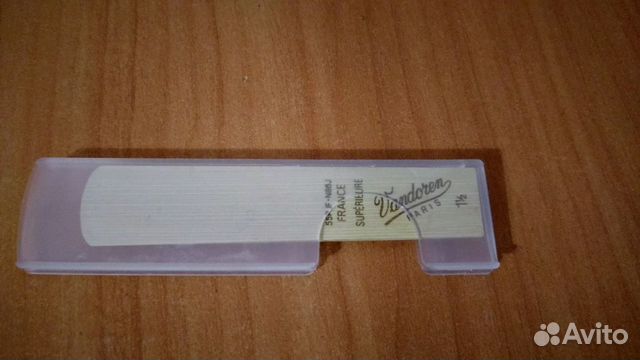 FRANCE
SUPÉRIEURE
Vandoren
PARIS
1½
Avito